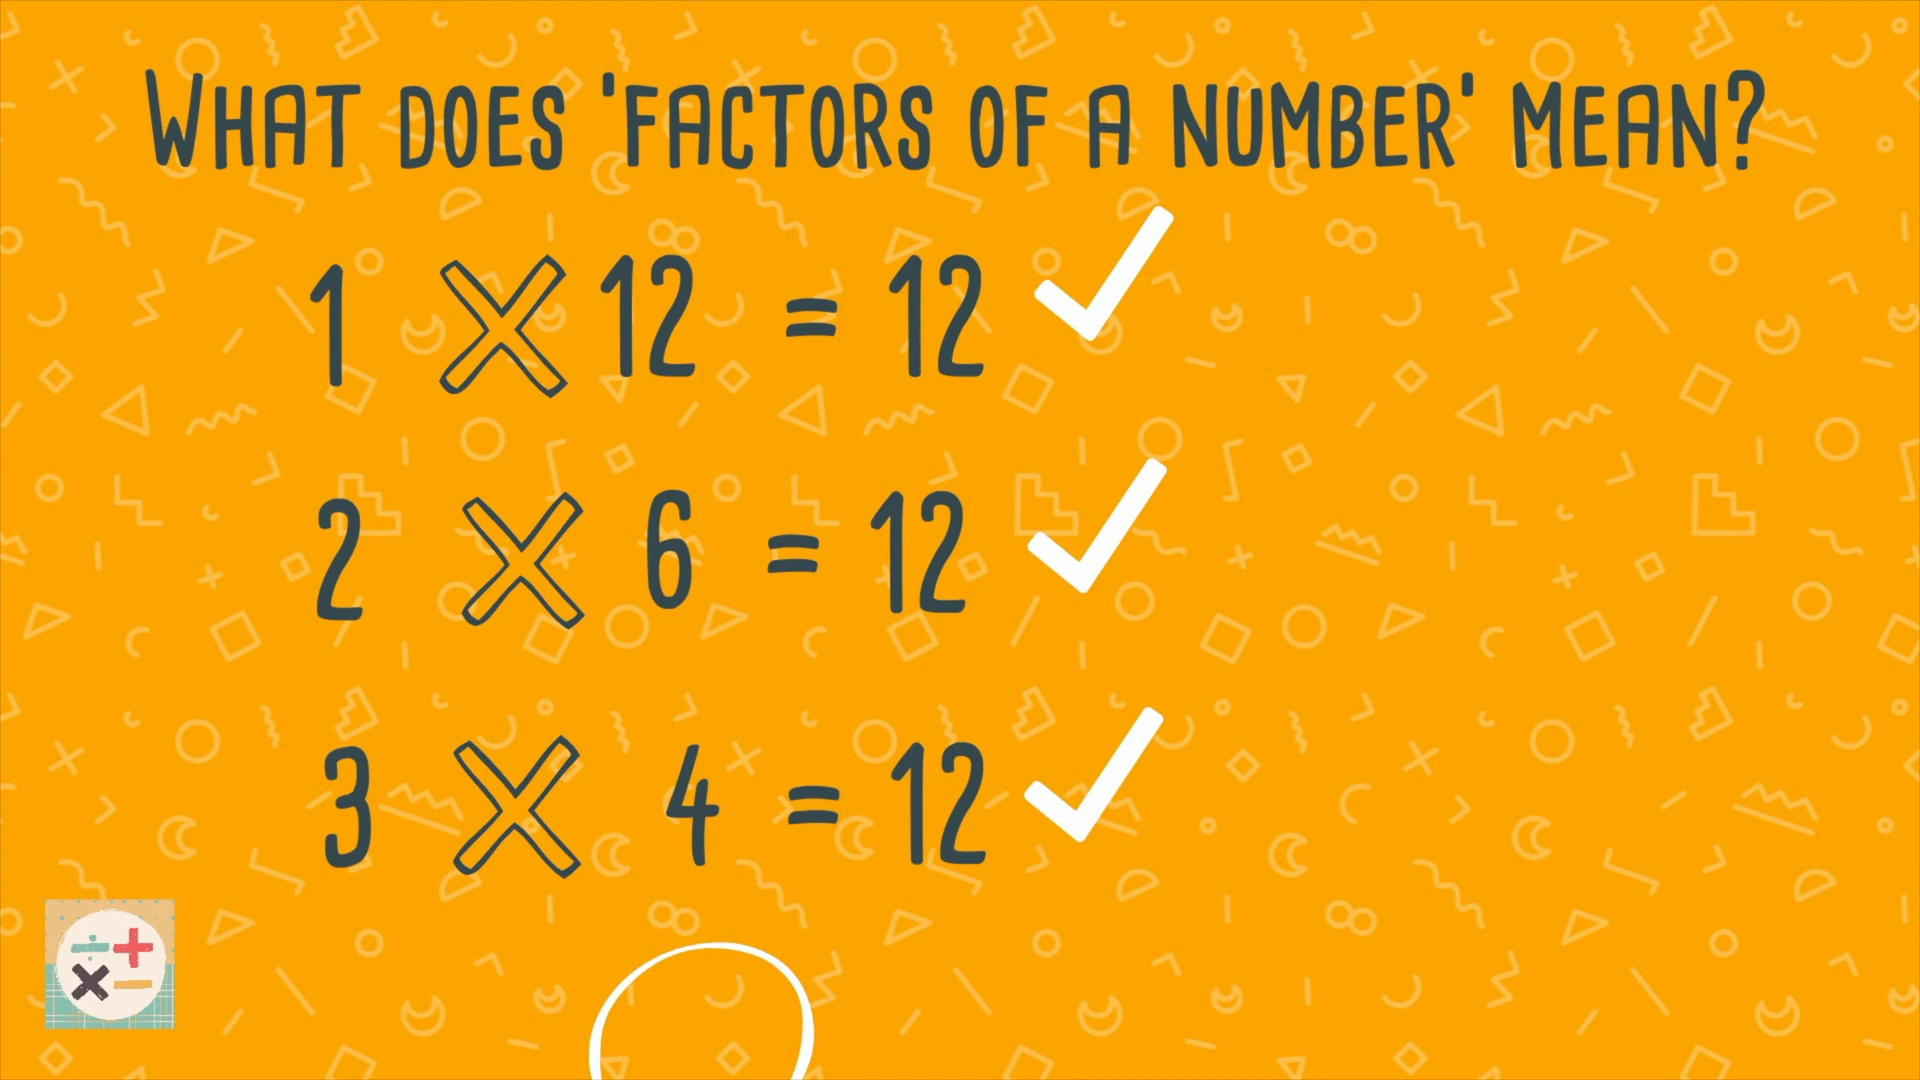 What does 'factors of a number' mean?
1 × 12 = 12
2 × 6 = 12
3 × 4 = 12